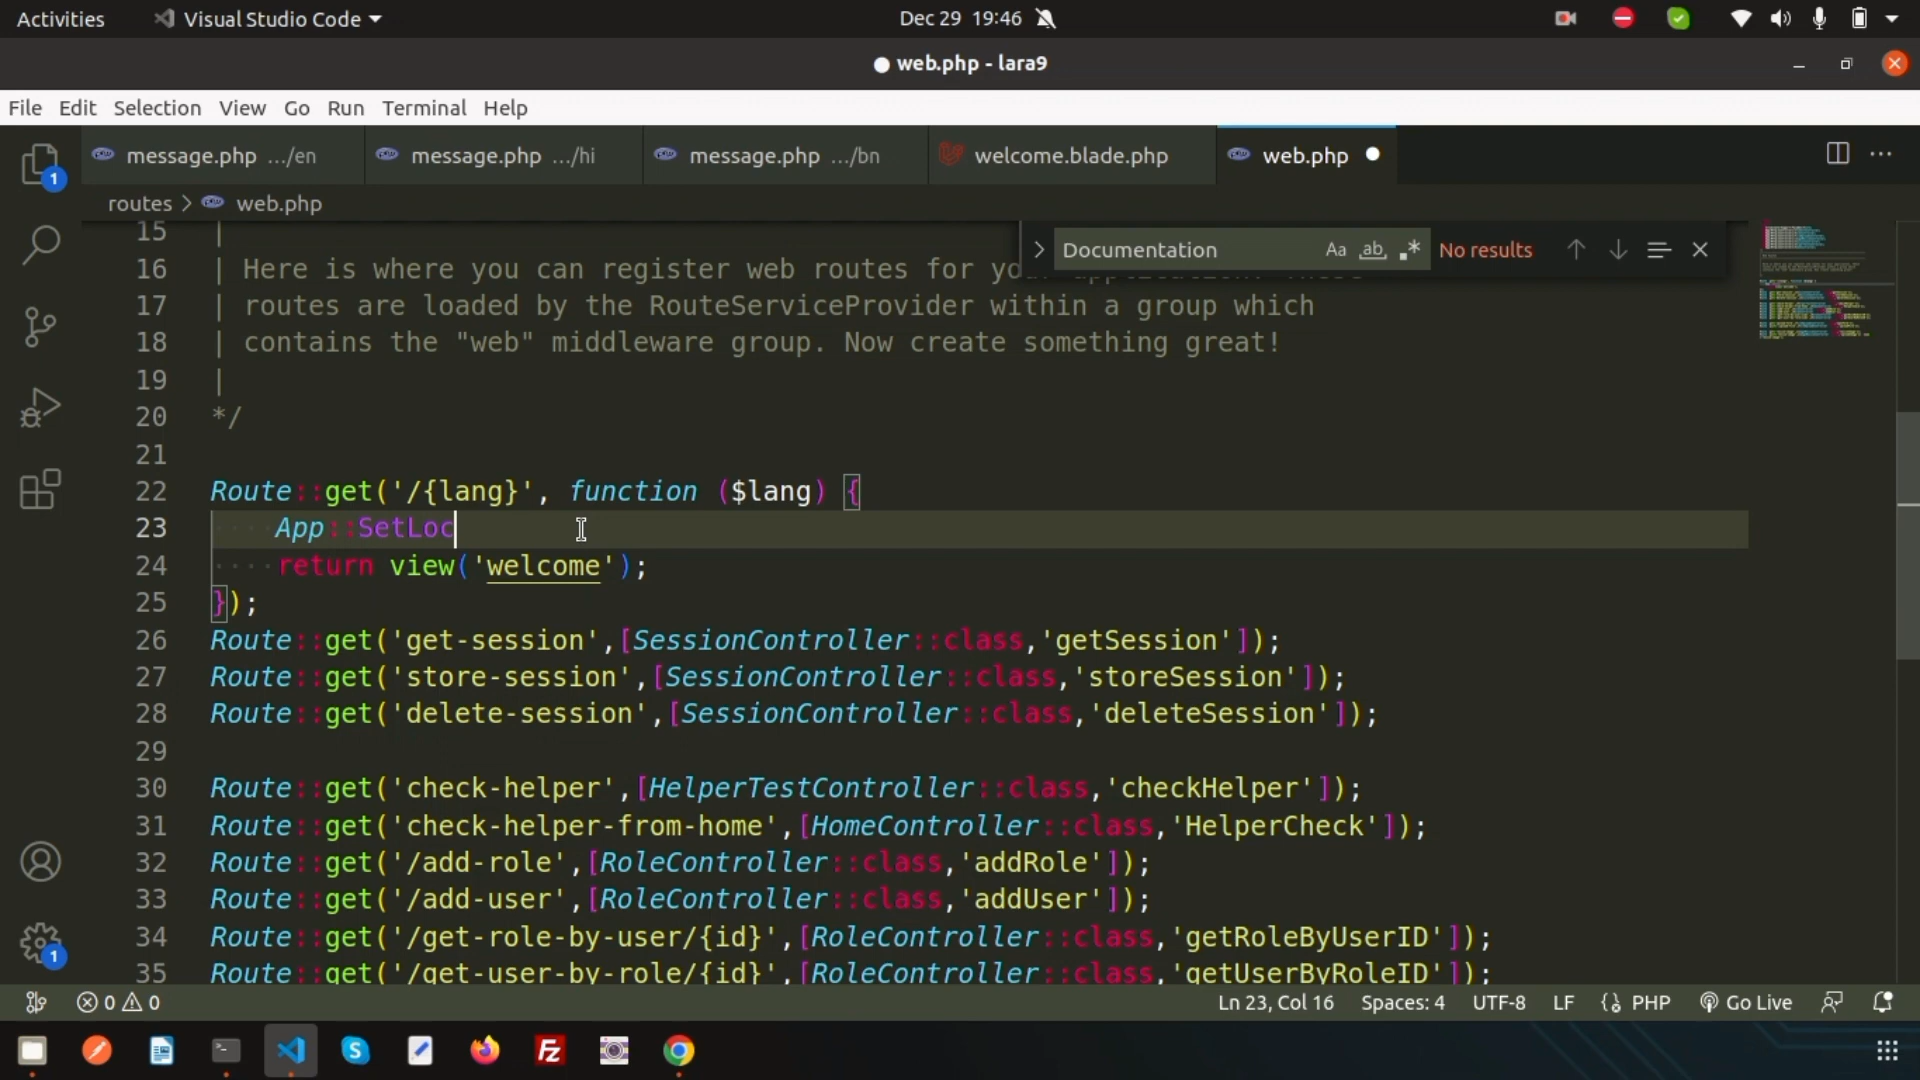 Activities Visual Studio Code Dec 29 19:46
web.php - lara9
File Edit Selection View Go Run Terminal Help
1 message.php .../en message.php .../hi message.php .../bn welcome.blade.php web.php
routes > web.php
Documentation Aa ab, .* No results
15 |
16 | Here is where you can register web routes for
17 | routes are loaded by the RouteServiceProvider within a group which
18 | contains the "web" middleware group. Now create something great!
19 |
20 */
21
22 Route::get('/{lang}', function ($lang) {
23 App::SetLoc
24 return view('welcome');
25 });
26 Route::get('get-session',[SessionController::class,'getSession']);
27 Route::get('store-session',[SessionController::class,'storeSession']);
28 Route::get('delete-session',[SessionController::class,'deleteSession']);
29
30 Route::get('check-helper',[HelperTestController::class,'checkHelper']);
31 Route::get('check-helper-from-home',[HomeController::class,'HelperCheck']);
32 Route::get('/add-role',[RoleController::class,'addRole']);
33 Route::get('/add-user',[RoleController::class,'addUser']);
34 Route::get('/get-role-by-user/{id}',[RoleController::class,'getRoleByUserID']);
35 Route::get('/get-user-by-role/{id}',[RoleController::class,'getUserByRoleID']);
1
0 0 Ln 23, Col 16 Spaces: 4 UTF-8 LF {} PHP Go Live